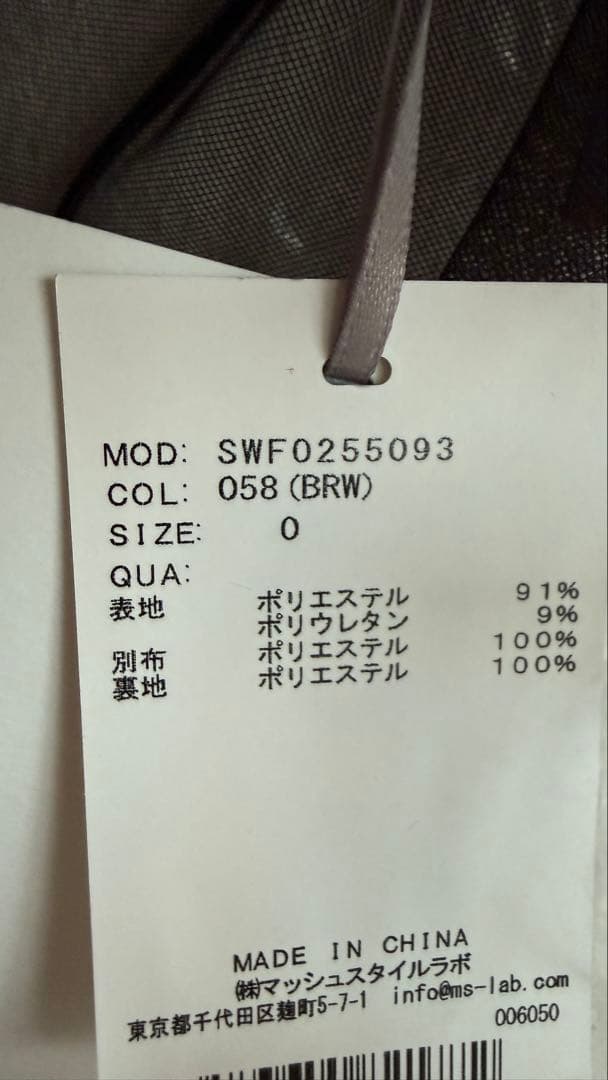 MOD: SWF0255093
COL: 058 (BRW)
SIZE: 0
QUA:
表地 ポリエステル 91%
ポリウレタン 9%
別布 ポリエステル 100%
裏地 ポリエステル 100%
MADE IN CHINA
㈱マッシュスタイルラボ
東京都千代田区麹町5-7-1 info@ms-lab.com
006050